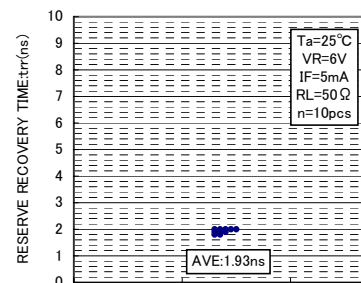 RESERVE RECOVERY TIME:trr(ns)
10
9
8
7
6
5
4
3
2
1
0
Ta=25℃
VR=6V
IF=5mA
RL=50Ω
n=10pcs
AVE:1.93ns